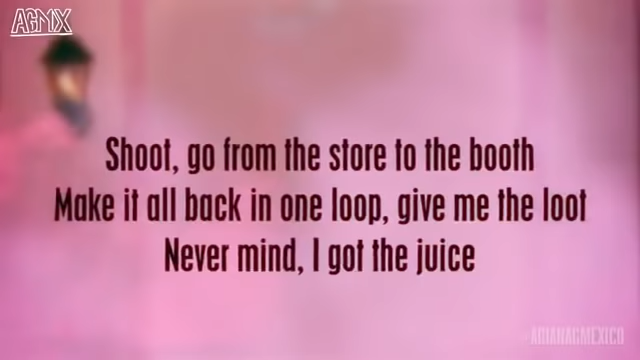 AGMX
Shoot, go from the store to the booth
Make it all back in one loop, give me the loot
Never mind, I got the juice
ARIANAGMEXICO